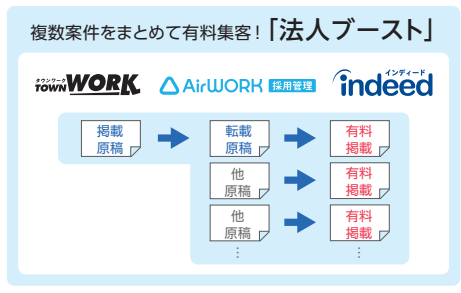 複数案件をまとめて有料集客！「法人ブースト」
タウンワーク
TOWN WORK
AirWORK 採用管理
インディード
indeed
掲載
原稿
転載
原稿
有料
掲載
他
原稿
有料
掲載
他
原稿
有料
掲載
⋮ ⋮